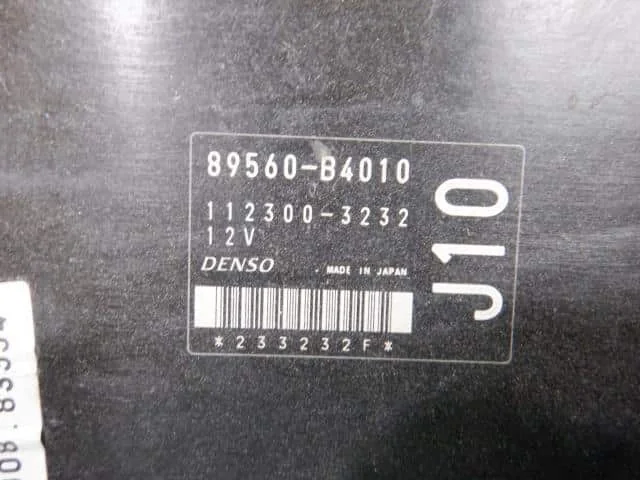 89560-B4010
112300-3232
12V
DENSO
MADE IN JAPAN
*233232F*
J10